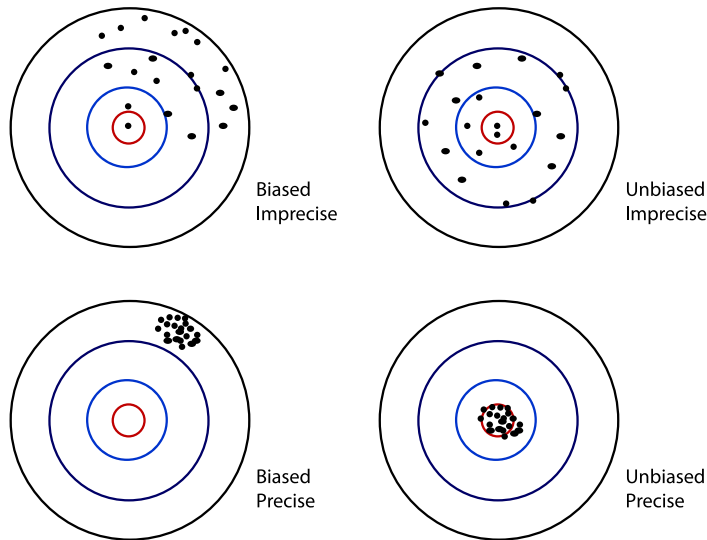 Biased
Imprecise
Unbiased
Imprecise
Biased
Precise
Unbiased
Precise